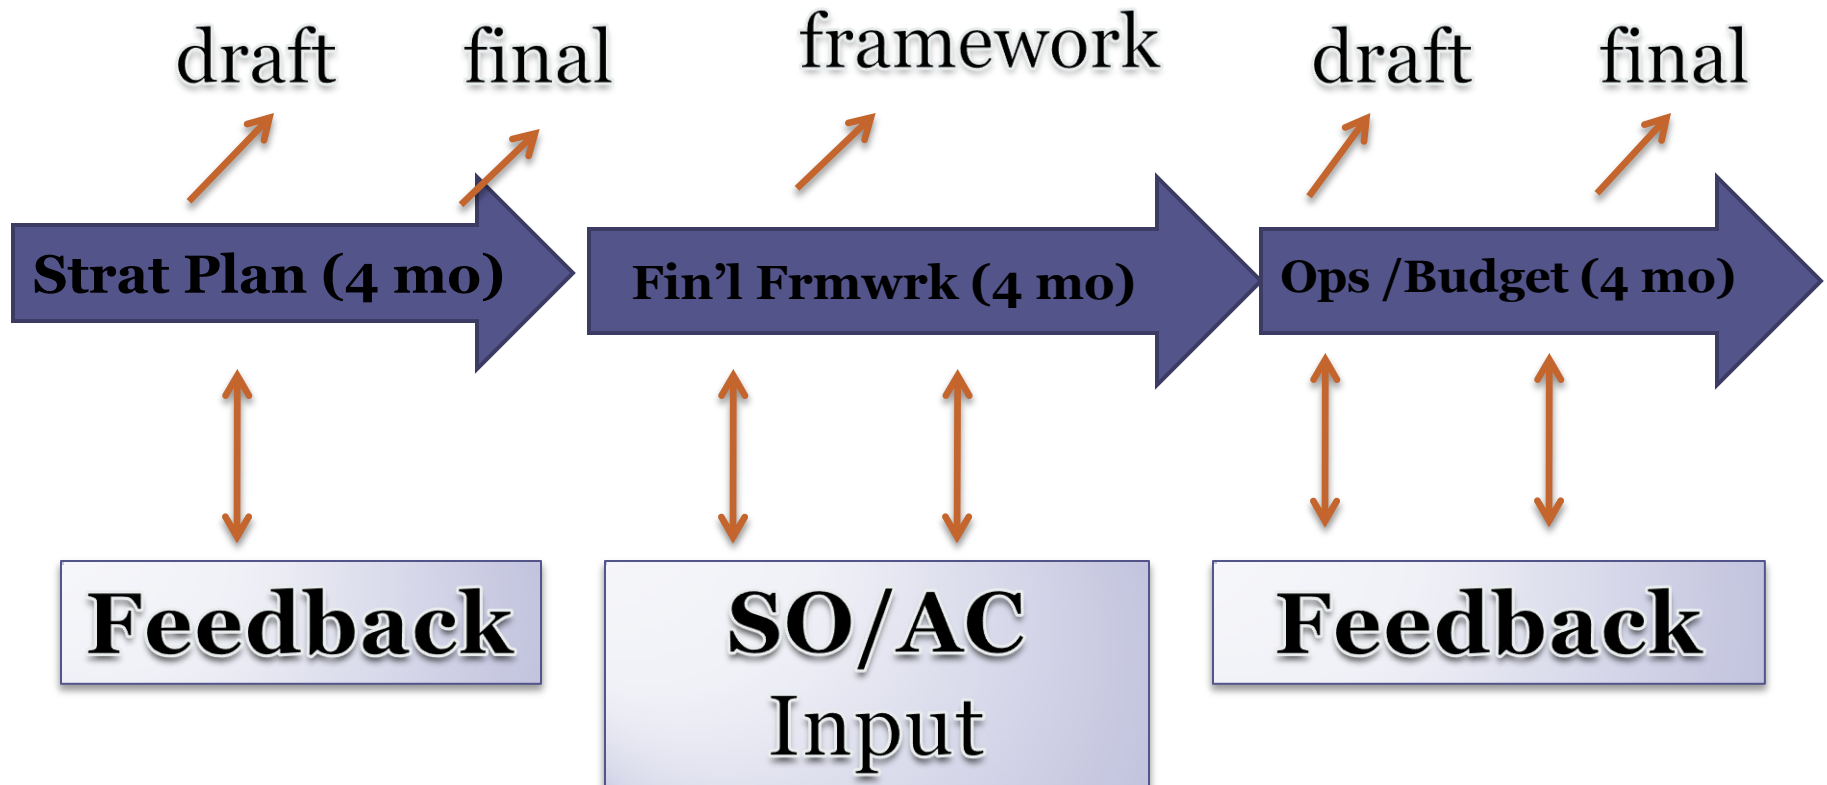 draft
final
framework
draft
final
Strat Plan (4 mo)
Fin’l Frmwrk (4 mo)
Ops /Budget (4 mo)
Feedback
SO/AC
Input
Feedback